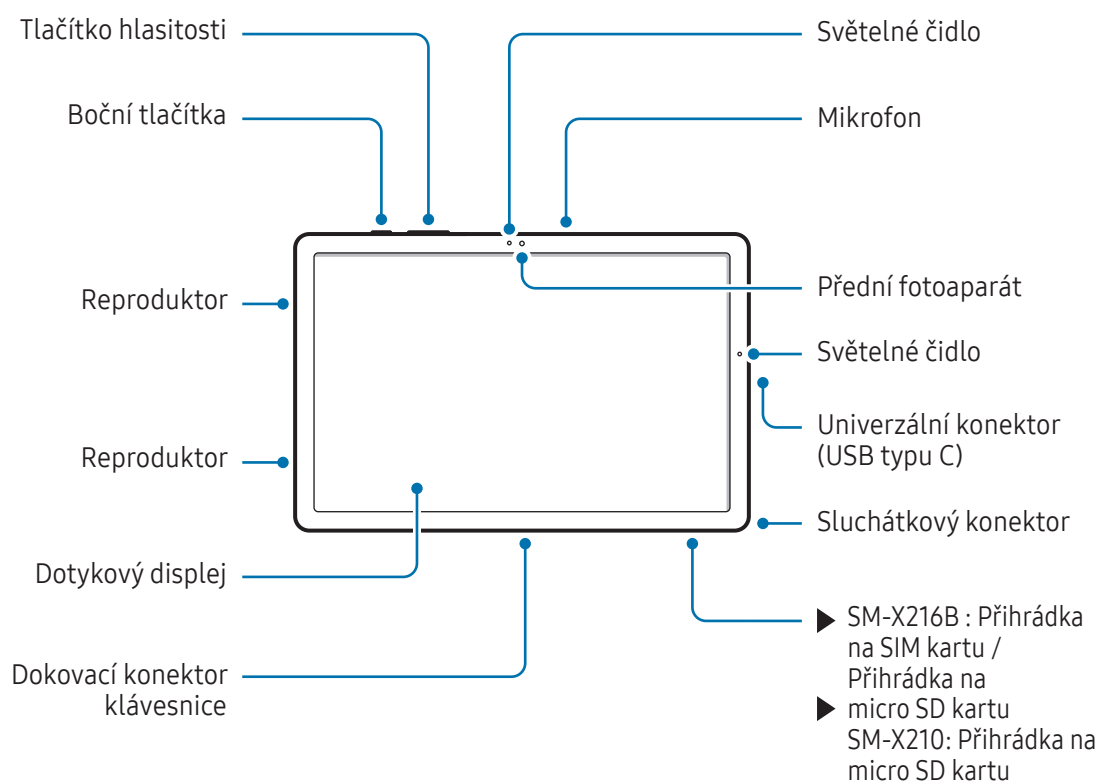 Tlačítko hlasitosti
Boční tlačítka
Reproduktor
Reproduktor
Dotykový displej
Dokovací konektor
klávesnice
Světelné čidlo
Mikrofon
Přední fotoaparát
Světelné čidlo
Univerzální konektor
(USB typu C)
Sluchátkový konektor
SM-X216B : Přihrádka
na SIM kartu /
Přihrádka na
micro SD kartu
SM-X210: Přihrádka na
micro SD kartu